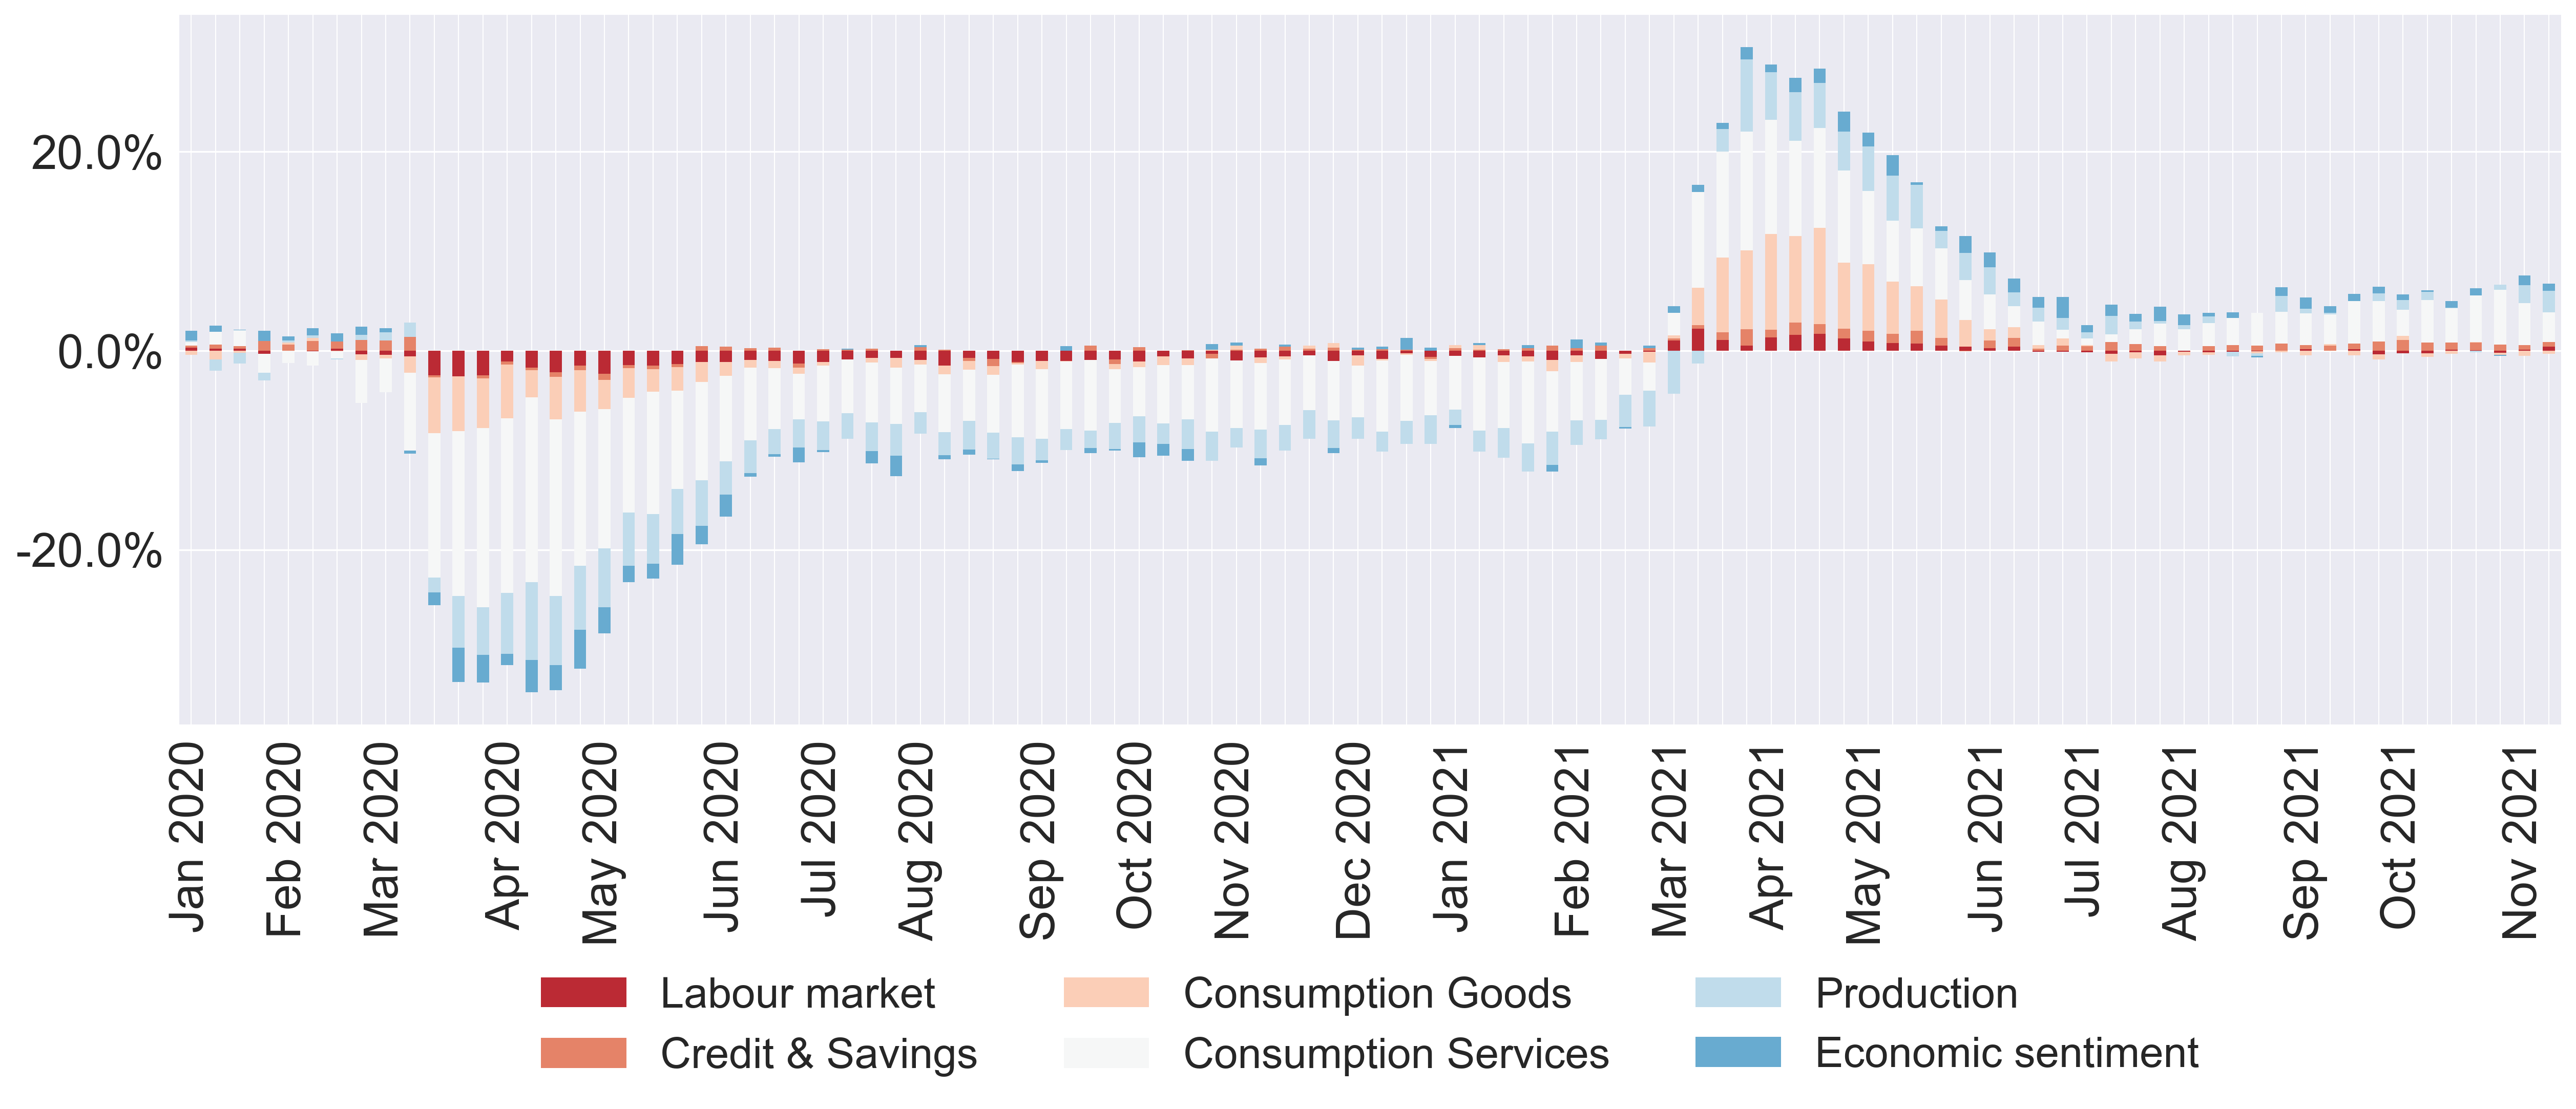 20.0%
0.0%
-20.0%
Jan 2020
Feb 2020
Mar 2020
Apr 2020
May 2020
Jun 2020
Jul 2020
Aug 2020
Sep 2020
Oct 2020
Nov 2020
Dec 2020
Jan 2021
Feb 2021
Mar 2021
Apr 2021
May 2021
Jun 2021
Jul 2021
Aug 2021
Sep 2021
Oct 2021
Nov 2021
Labour market
Consumption Goods
Production
Credit & Savings
Consumption Services
Economic sentiment